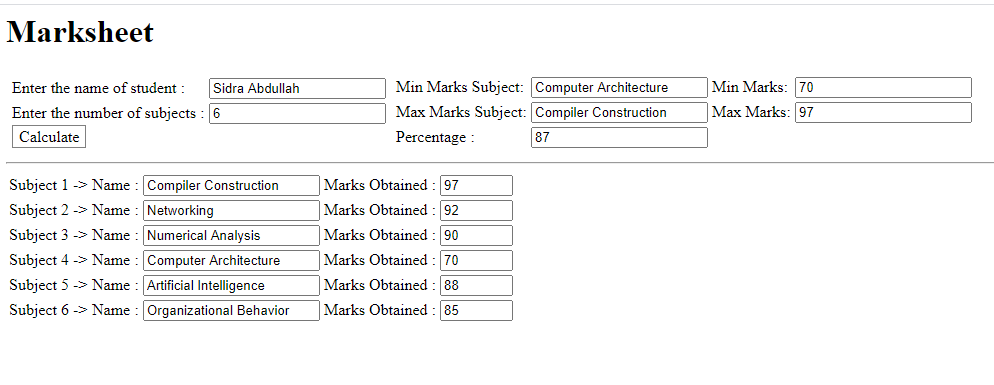 Marksheet
Enter the name of student : Sidra Abdullah Min Marks Subject: Computer Architecture Min Marks: 70
Enter the number of subjects : 6 Max Marks Subject: Compiler Construction Max Marks: 97
Calculate Percentage : 87
Subject 1 -> Name : Compiler Construction Marks Obtained : 97
Subject 2 -> Name : Networking Marks Obtained : 92
Subject 3 -> Name : Numerical Analysis Marks Obtained : 90
Subject 4 -> Name : Computer Architecture Marks Obtained : 70
Subject 5 -> Name : Artificial Intelligence Marks Obtained : 88
Subject 6 -> Name : Organizational Behavior Marks Obtained : 85